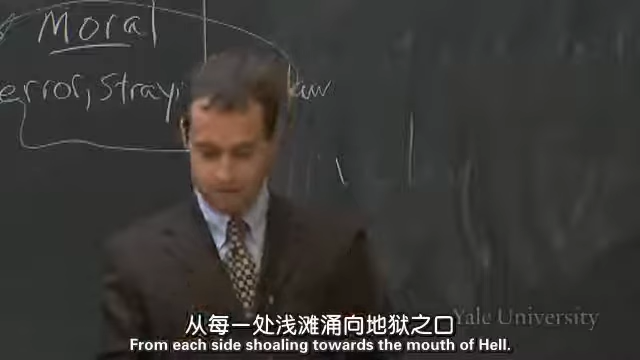 Moral
error, Stray
law
从每一处浅滩涌向地狱之口
Yale University
From each side shoaling towards the mouth of Hell.